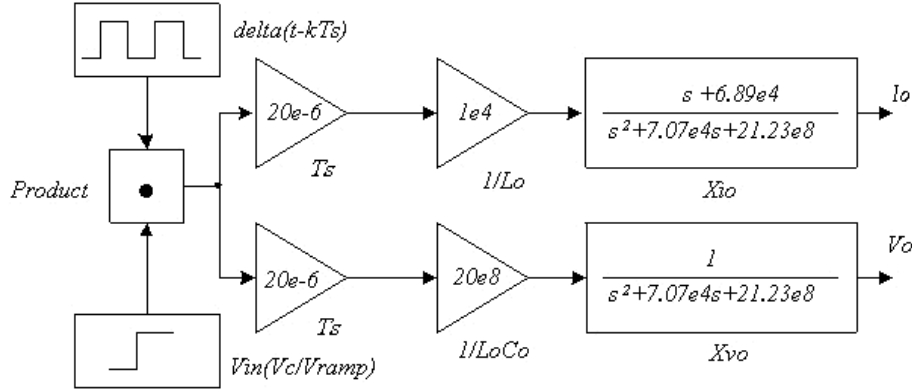 delta(t-kTs)
20e-6
Ts
1e4
1/Lo
s +6.89e4
s²+7.07e4s+21.23e8
Xio
Io
Product
20e-6
Ts
20e8
1/LoCo
1
s²+7.07e4s+21.23e8
Xvo
Vo
Vin(Vc/Vramp)